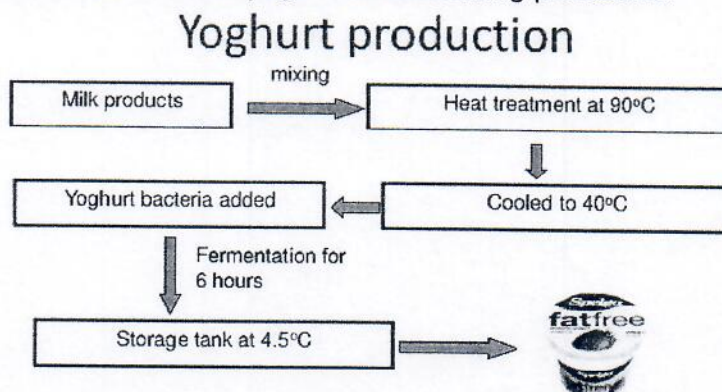 Yoghurt production
mixing
Milk products
Heat treatment at 90°C
Yoghurt bacteria added
Cooled to 40°C
Fermentation for
6 hours
Storage tank at 4.5°C
fatfree